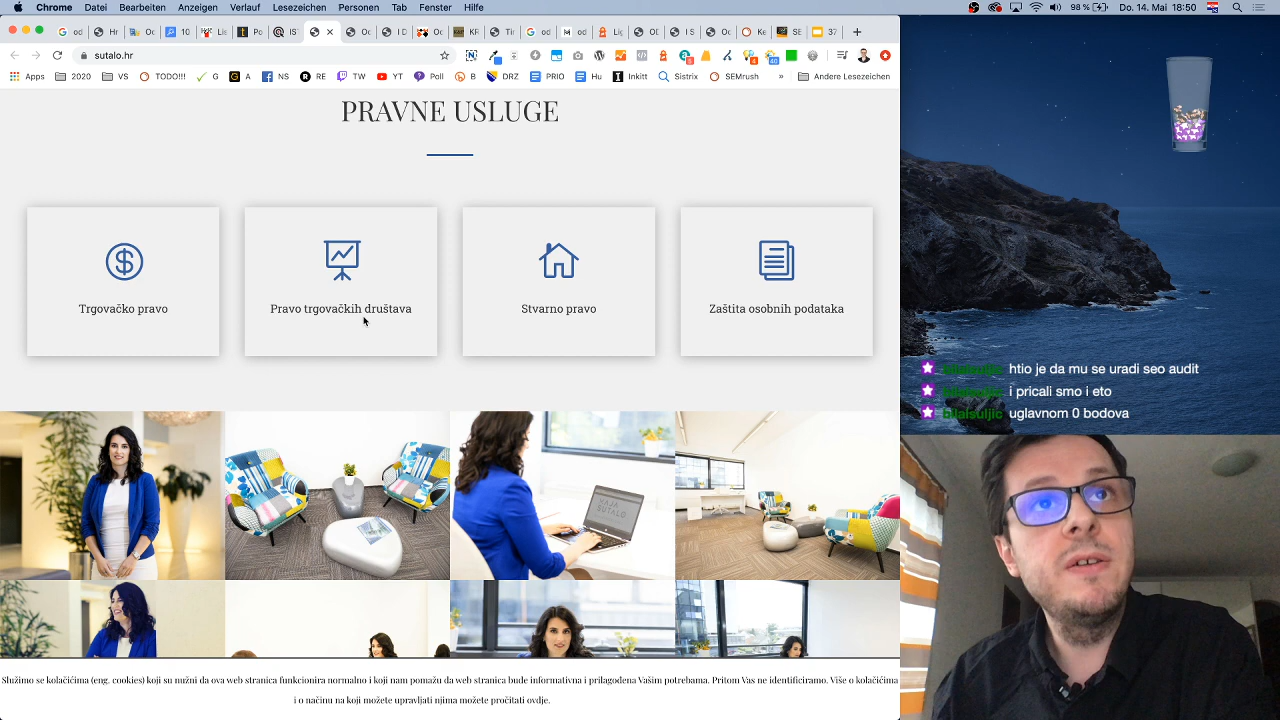 Chrome Datei Bearbeiten Anzeigen Verlauf Lesezeichen Personen Tab Fenster Hilfe 98 % Do. 14. Mai 18:50
sutalo.hr
Apps 2020 VS TODO!!! G A NS RE TW YT Poll B DRZ PRIO Hu Inkitt Sistrix SEMrush » Andere Lesezeichen
PRAVNE USLUGE
Trgovačko pravo
Pravo trgovačkih društava
Stvarno pravo
Zaštita osobnih podataka
MAJA
SUTALO
Služimo se kolačićima (eng. cookies) koji su nužni da ova web stranica funkcionira normalno i koji nam pomažu da web stranica bude informativna i prilagođena Vašim potrebama. Pritom Vas ne identificiramo. Više o kolačićima
i o načinu na koji možete upravljati njima možete pročitati ovdje.
bilalsuljic htio je da mu se uradi seo audit
bilalsuljic i pricali smo i eto
bilalsuljic uglavnom 0 bodova